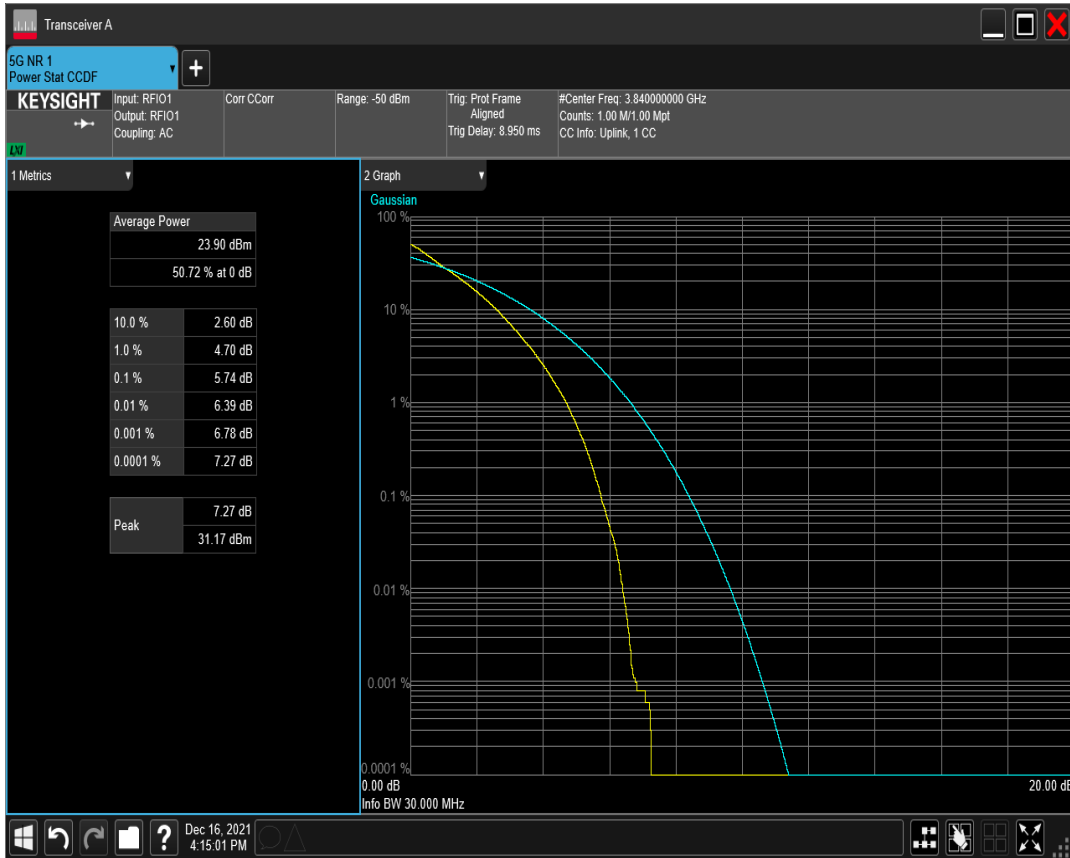 Transceiver A
5G NR 1
Power Stat CCDF
+
KEYSIGHT
LXI
Input: RFIO1
Output: RFIO1
Coupling: AC
Corr CCorr
Range: -50 dBm
Trig: Prot Frame
Aligned
Trig Delay: 8.950 ms
#Center Freq: 3.840000000 GHz
Counts: 1.00 M/1.00 Mpt
CC Info: Uplink, 1 CC
1 Metrics
Average Power
23.90 dBm
50.72 % at 0 dB
10.0 % 2.60 dB
1.0 % 4.70 dB
0.1 % 5.74 dB
0.01 % 6.39 dB
0.001 % 6.78 dB
0.0001 % 7.27 dB
Peak
7.27 dB
31.17 dBm
2 Graph
Gaussian
100 %
10 %
1 %
0.1 %
0.01 %
0.001 %
0.0001 %
0.00 dB 20.00 dB
Info BW 30.000 MHz
?
Dec 16, 2021
4:15:01 PM